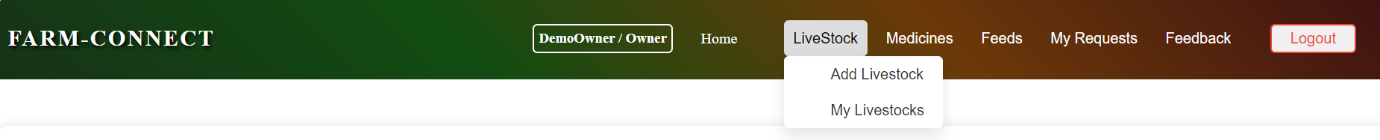 FARM-CONNECT DemoOwner / Owner Home LiveStock Medicines Feeds My Requests Feedback Logout
Add Livestock
My Livestocks